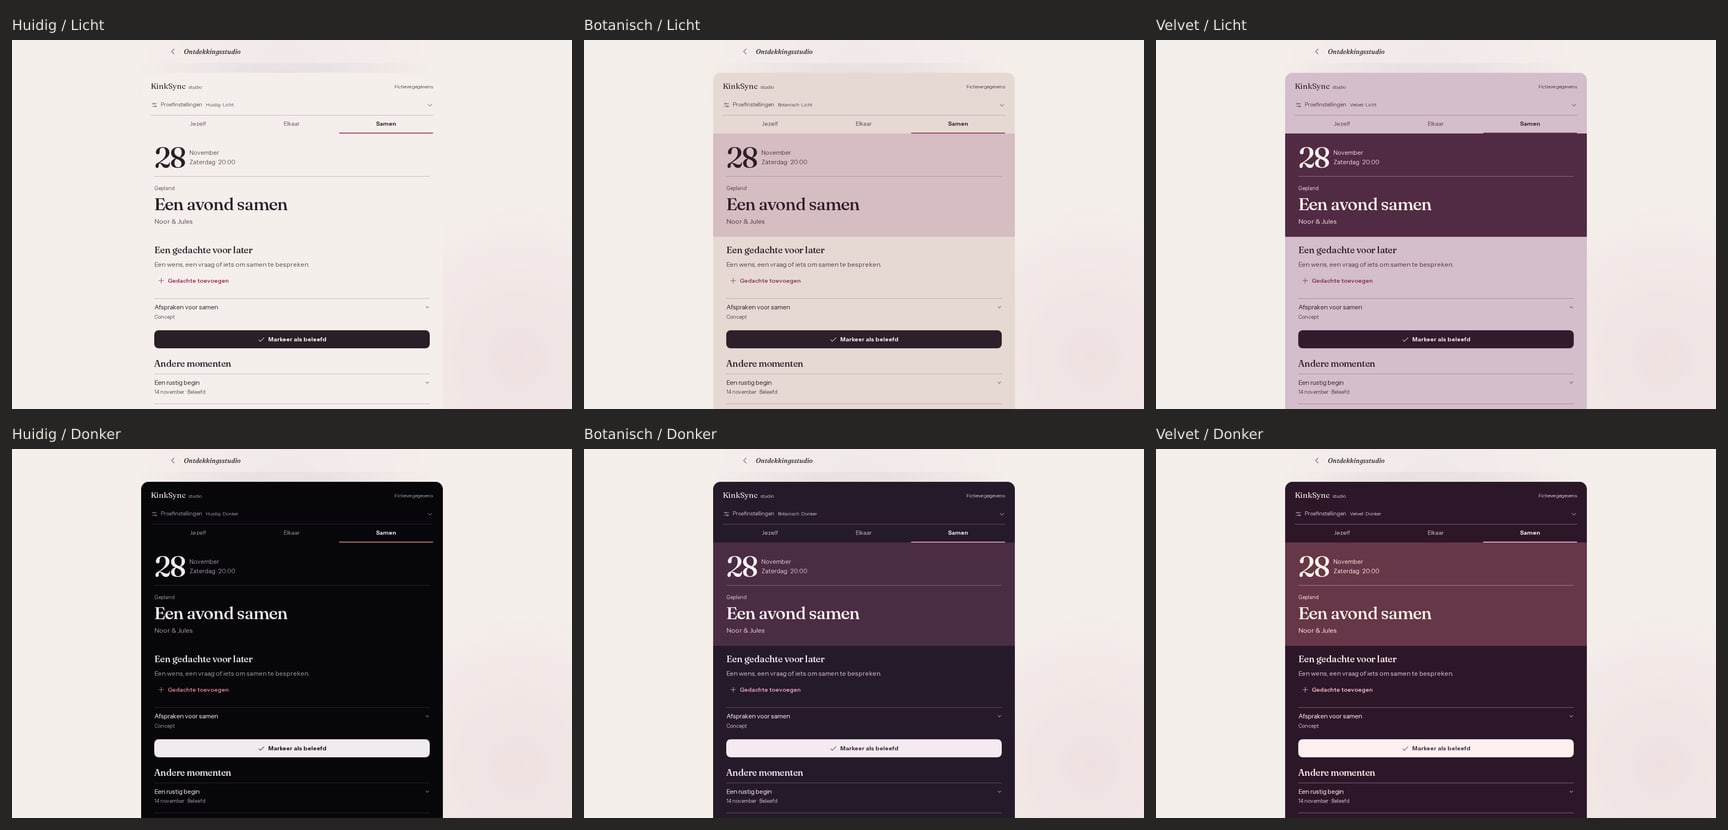 Huidig / Licht
Ontdekkingsstudio
KinkSync studio
Fictieve gegevens
Proefinstellingen Huidig · Licht
Jezelf Elkaar Samen
28 November
Zaterdag · 20:00
Gepland
Een avond samen
Noor & Jules
Een gedachte voor later
Een wens, een vraag of iets om samen te bespreken.
+ Gedachte toevoegen
Afspraken voor samen
Concept
Markeer als beleefd
Andere momenten
Een rustig begin
14 november · Beleefd
Botanisch / Licht
Ontdekkingsstudio
KinkSync studio
Fictieve gegevens
Proefinstellingen Botanisch · Licht
Jezelf Elkaar Samen
28 November
Zaterdag · 20:00
Gepland
Een avond samen
Noor & Jules
Een gedachte voor later
Een wens, een vraag of iets om samen te bespreken.
+ Gedachte toevoegen
Afspraken voor samen
Concept
Markeer als beleefd
Andere momenten
Een rustig begin
14 november · Beleefd
Velvet / Licht
Ontdekkingsstudio
KinkSync studio
Fictieve gegevens
Proefinstellingen Velvet · Licht
Jezelf Elkaar Samen
28 November
Zaterdag · 20:00
Gepland
Een avond samen
Noor & Jules
Een gedachte voor later
Een wens, een vraag of iets om samen te bespreken.
+ Gedachte toevoegen
Afspraken voor samen
Concept
Markeer als beleefd
Andere momenten
Een rustig begin
14 november · Beleefd
Huidig / Donker
Ontdekkingsstudio
KinkSync studio
Fictieve gegevens
Proefinstellingen Huidig · Donker
Jezelf Elkaar Samen
28 November
Zaterdag · 20:00
Gepland
Een avond samen
Noor & Jules
Een gedachte voor later
Een wens, een vraag of iets om samen te bespreken.
+ Gedachte toevoegen
Afspraken voor samen
Concept
Markeer als beleefd
Andere momenten
Een rustig begin
14 november · Beleefd
Botanisch / Donker
Ontdekkingsstudio
KinkSync studio
Fictieve gegevens
Proefinstellingen Botanisch · Donker
Jezelf Elkaar Samen
28 November
Zaterdag · 20:00
Gepland
Een avond samen
Noor & Jules
Een gedachte voor later
Een wens, een vraag of iets om samen te bespreken.
+ Gedachte toevoegen
Afspraken voor samen
Concept
Markeer als beleefd
Andere momenten
Een rustig begin
14 november · Beleefd
Velvet / Donker
Ontdekkingsstudio
KinkSync studio
Fictieve gegevens
Proefinstellingen Velvet · Donker
Jezelf Elkaar Samen
28 November
Zaterdag · 20:00
Gepland
Een avond samen
Noor & Jules
Een gedachte voor later
Een wens, een vraag of iets om samen te bespreken.
+ Gedachte toevoegen
Afspraken voor samen
Concept
Markeer als beleefd
Andere momenten
Een rustig begin
14 november · Beleefd